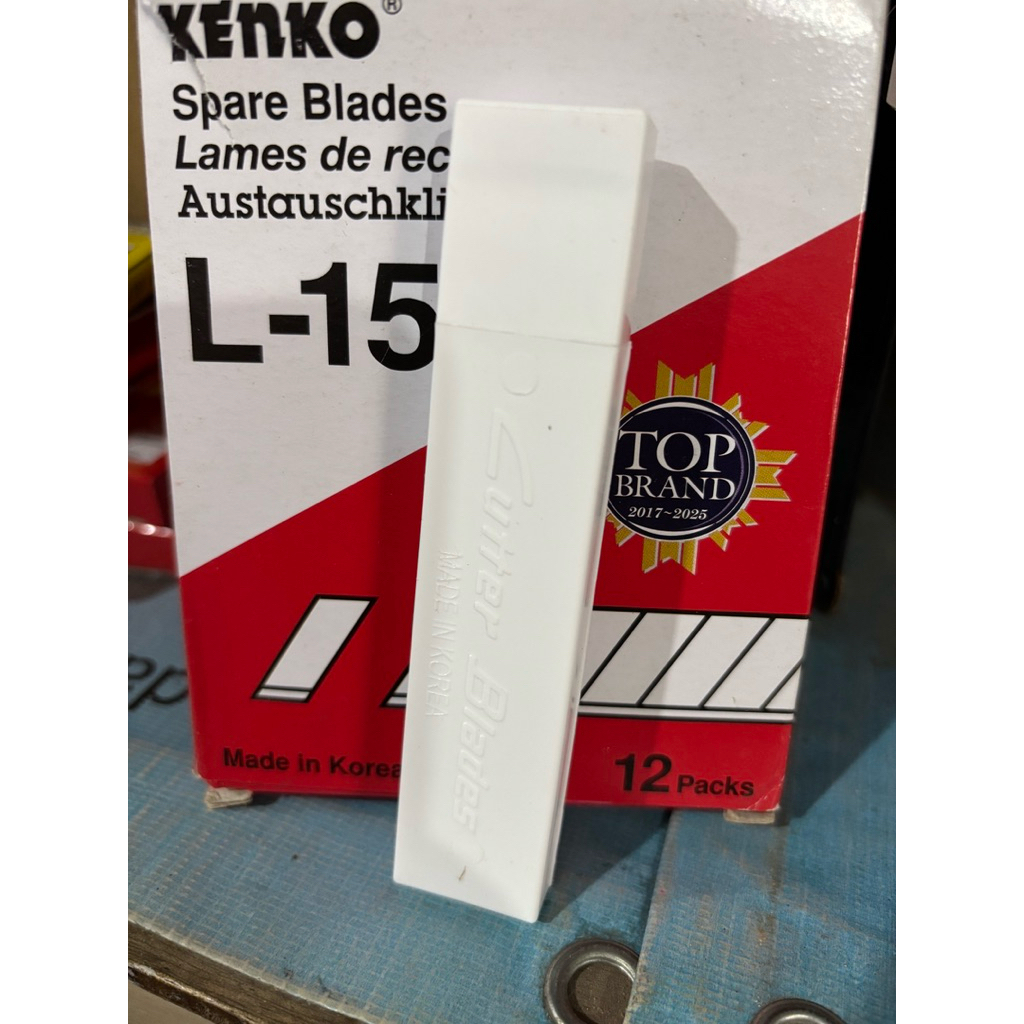 KENKO®
Spare Blades
Lames de rec
Austauschkli
L-15
TOP
BRAND
2017~2025
Cutter Blades
MADE IN KOREA
Made in Korea
12 Packs